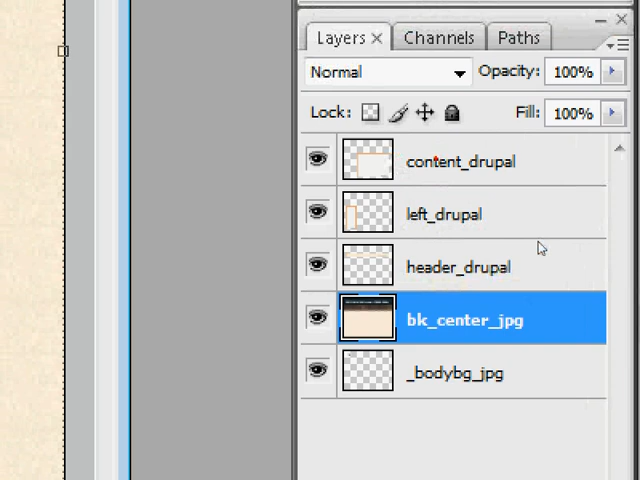 Layers × Channels Paths
Normal Opacity: 100%
Lock: Fill: 100%
content_drupal
left_drupal
header_drupal
bk_center_jpg
_bodybg_jpg